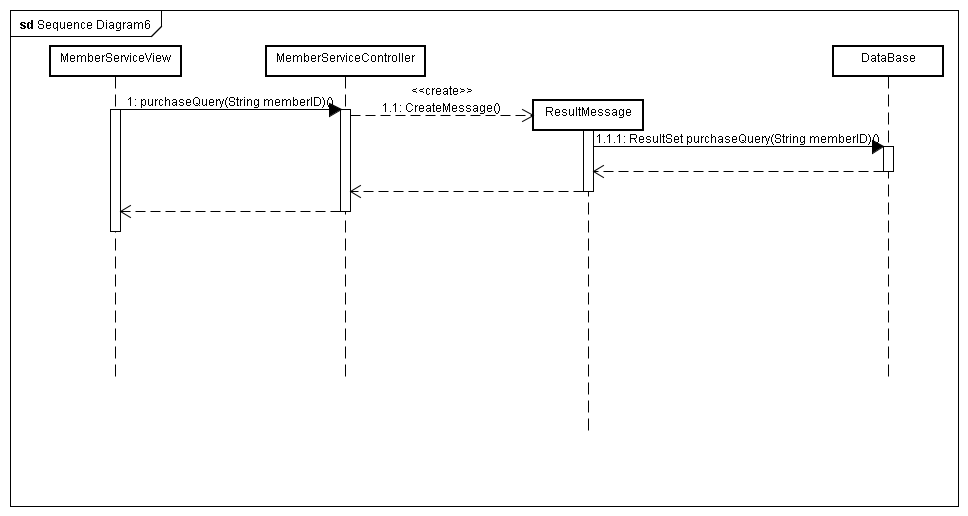 sd Sequence Diagram6
MemberServiceView
MemberServiceController
DataBase
<<create>>
1: purchaseQuery(String memberID)()
1.1: CreateMessage()
ResultMessage
1.1.1: ResultSet purchaseQuery(String memberID)()